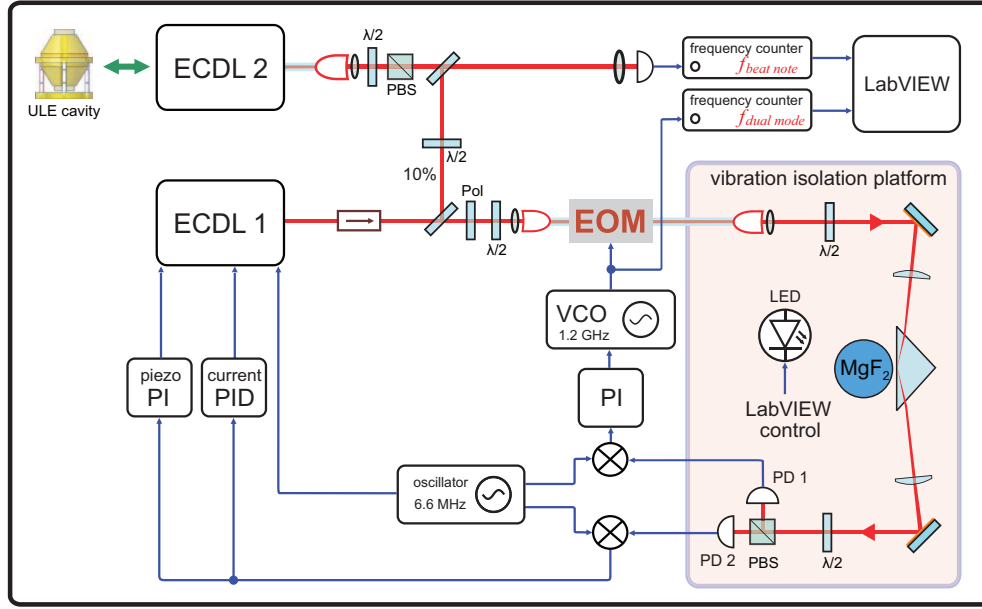 λ/2
ECDL 2
PBS
ULE cavity
frequency counter
f beat note
frequency counter
f dual mode
LabVIEW
λ/2
10%
vibration isolation platform
ECDL 1
Pol
λ/2
EOM
λ/2
VCO
1.2 GHz
LED
MgF2
piezo
PI
current
PID
PI
LabVIEW
control
oscillator
6.6 MHz
PD 1
PD 2
PBS
λ/2